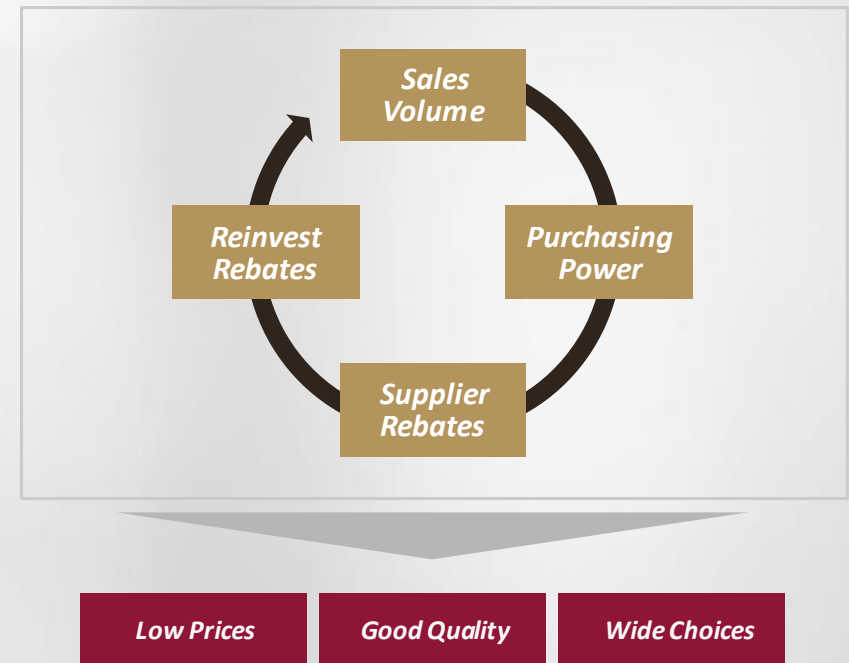 Sales
Volume
Reinvest
Rebates
Purchasing
Power
Supplier
Rebates
Low Prices
Good Quality
Wide Choices